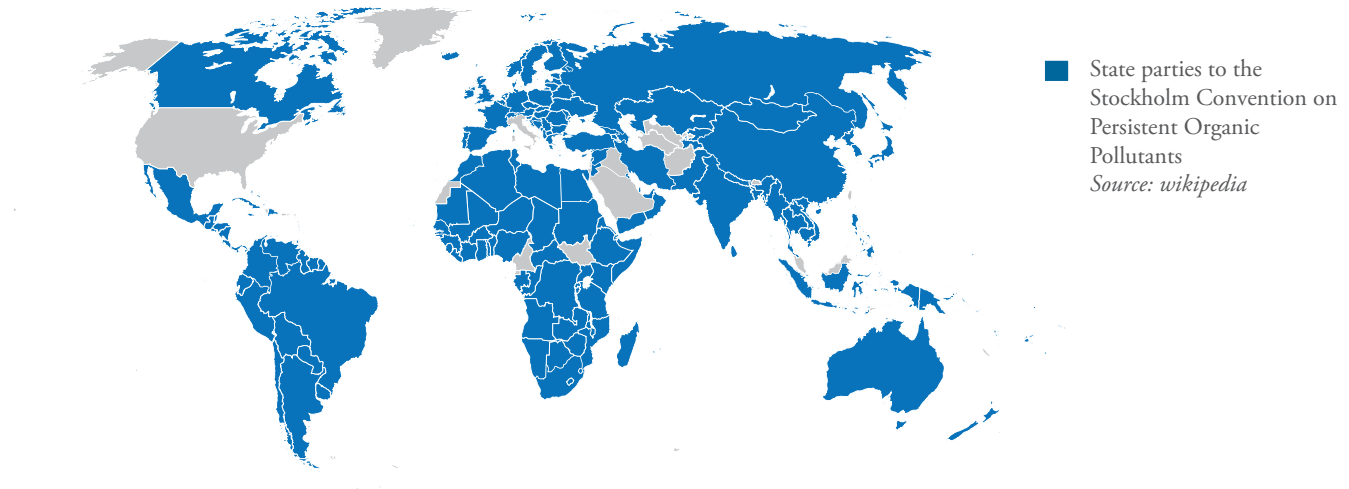 State parties to the
Stockholm Convention on
Persistent Organic
Pollutants
Source: wikipedia